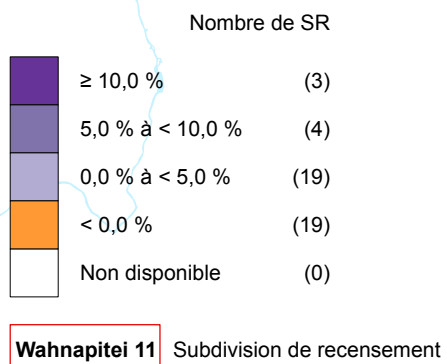 Nombre de SR
≥ 10,0 % (3)
5,0 % à < 10,0 % (4)
0,0 % à < 5,0 % (19)
< 0,0 % (19)
Non disponible (0)
Wahnapitei 11 Subdivision de recensement